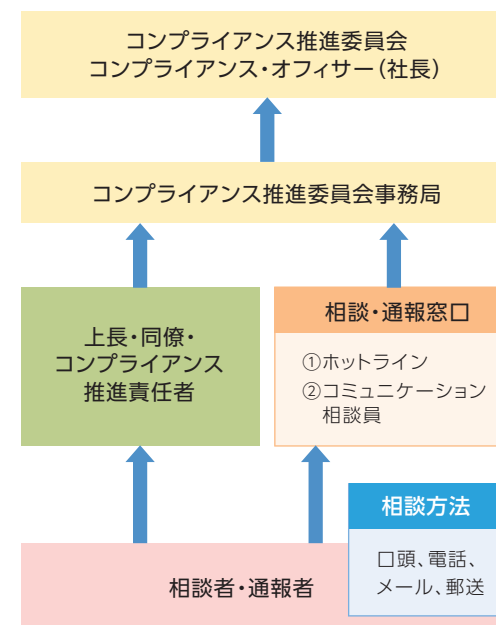 コンプライアンス推進委員会
コンプライアンス・オフィサー(社長)
コンプライアンス推進委員会事務局
上長・同僚・
コンプライアンス
推進責任者
相談・通報窓口
①ホットライン
②コミュニケーション
相談員
相談方法
口頭、電話、
メール、郵送
相談者・通報者